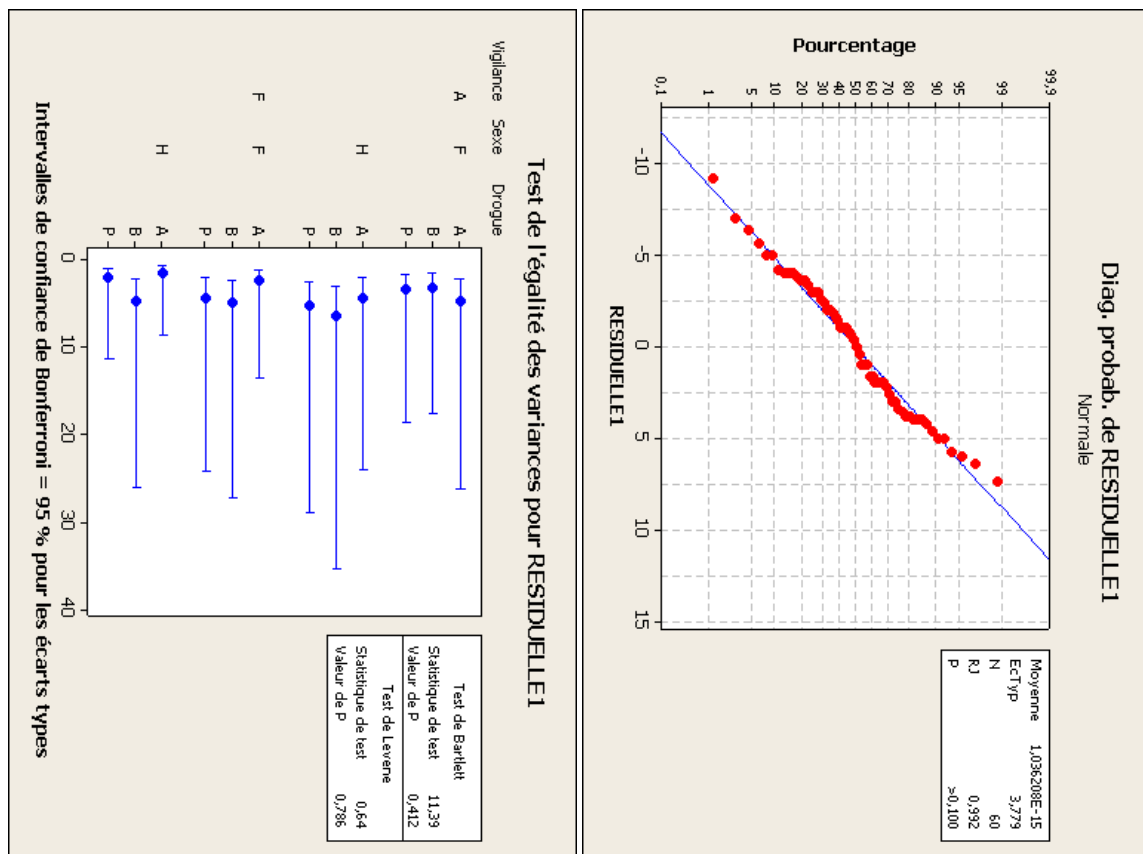 Diag. probab. de RESIDUELLE1
Normale
Moyenne 1,036208E-15
EcTyp 3,779
N 60
RJ 0,992
P >0,100
Pourcentage
99,9
99
95
90
80
70
60
50
40
30
20
10
5
1
0,1
-10 -5 0 5 10 15
RESIDUELLE1
Test de l'égalité des variances pour RESIDUELLE1
Vigilance Sexe Drogue
A F A
B
P
H A
B
P
F F A
B
P
H A
B
P
0 10 20 30 40
Test de Bartlett
Statistique de test 11,39
Valeur de P 0,412
Test de Levene
Statistique de test 0,64
Valeur de P 0,786
Intervalles de confiance de Bonferroni = 95 % pour les écarts types